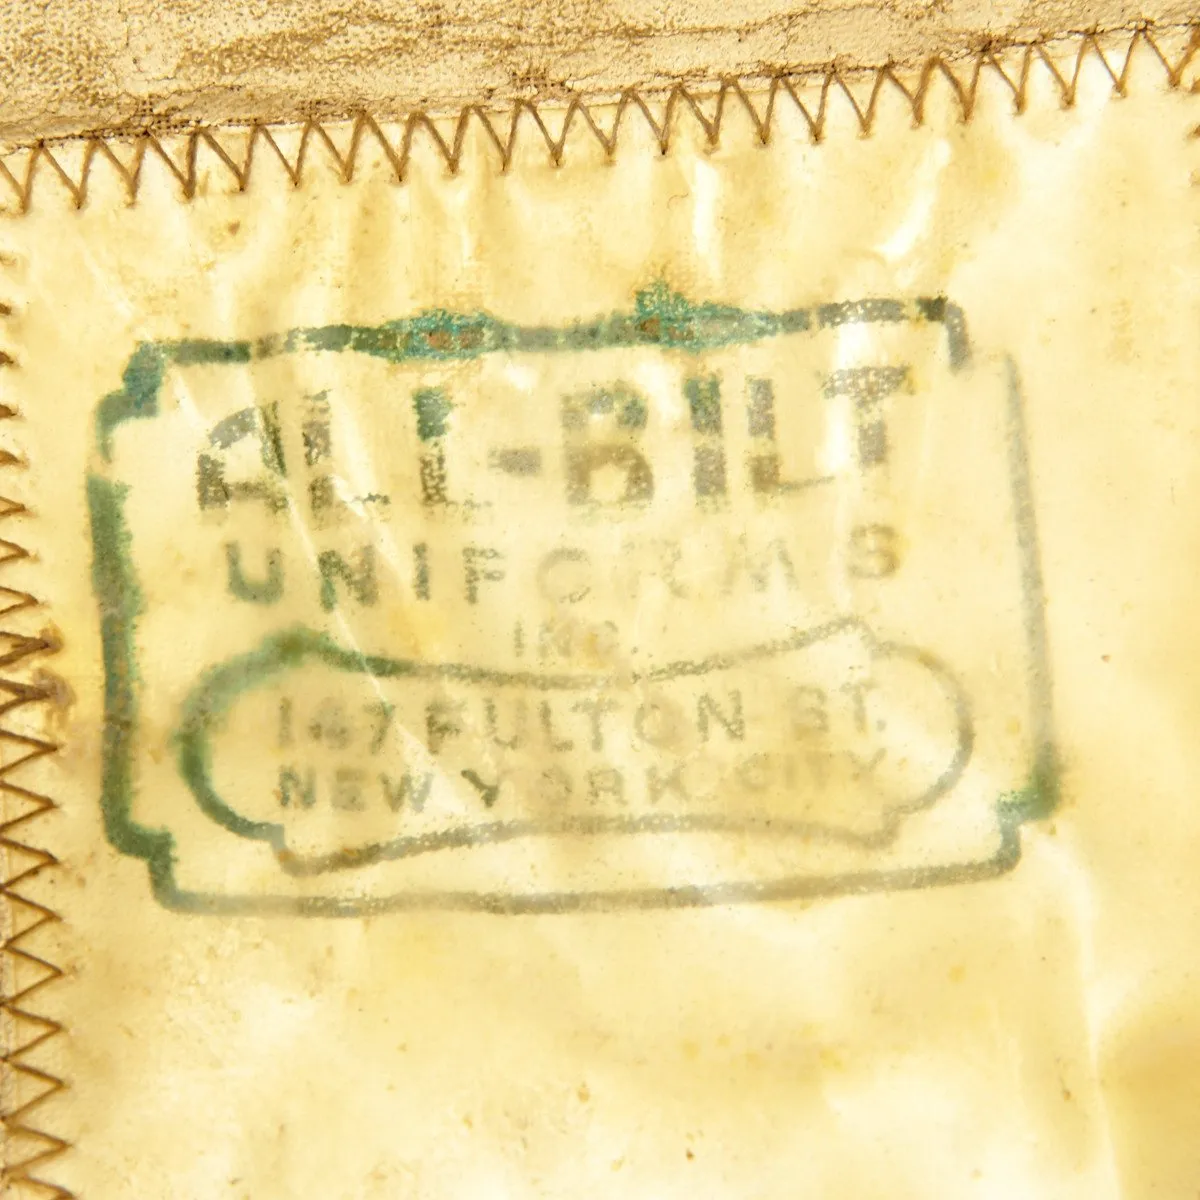 ALL-BILT
UNIFORMS
INC.
147 FULTON ST.
NEW YORK CITY